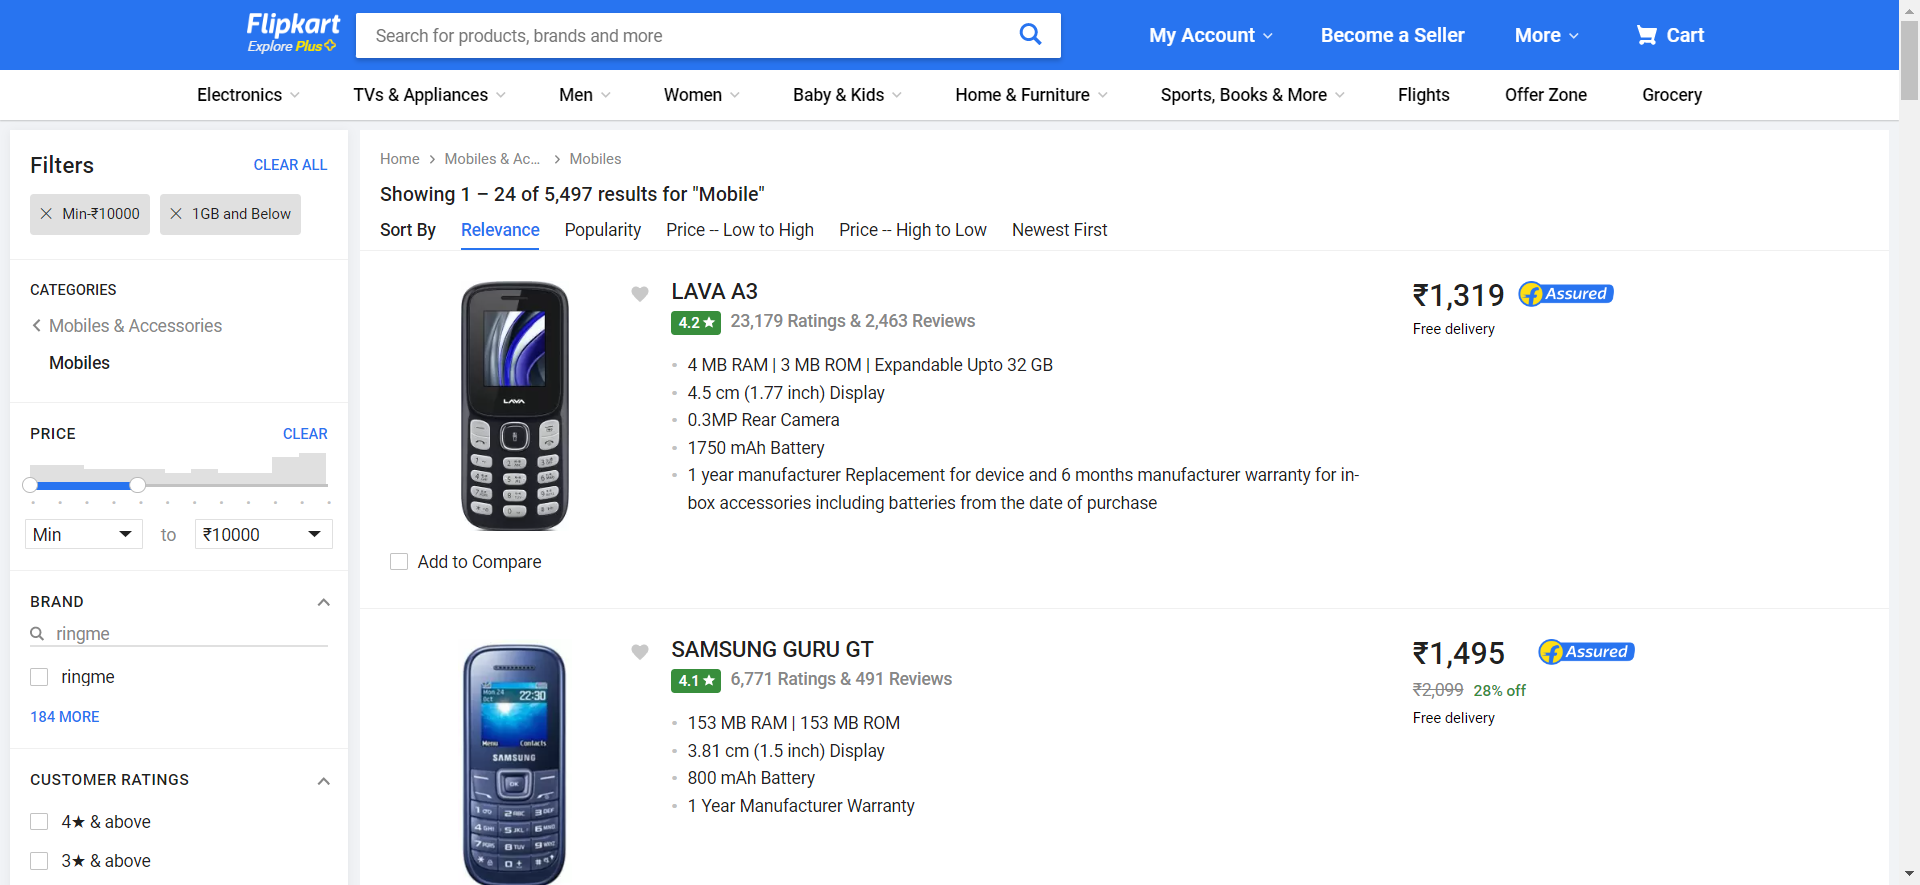 Flipkart
Explore Plus
Search for products, brands and more
My Account
Become a Seller
More
Cart
Electronics
TVs & Appliances
Men
Women
Baby & Kids
Home & Furniture
Sports, Books & More
Flights
Offer Zone
Grocery
Filters
CLEAR ALL
Min-₹10000
1GB and Below
CATEGORIES
Mobiles & Accessories
Mobiles
PRICE
CLEAR
Min
to
₹10000
BRAND
ringme
ringme
184 MORE
CUSTOMER RATINGS
4★ & above
3★ & above
Home
Mobiles & Ac...
Mobiles
Showing 1 – 24 of 5,497 results for "Mobile"
Sort By
Relevance
Popularity
Price -- Low to High
Price -- High to Low
Newest First
LAVA
Add to Compare
LAVA A3
4.2★ 23,179 Ratings & 2,463 Reviews
4 MB RAM | 3 MB ROM | Expandable Upto 32 GB
4.5 cm (1.77 inch) Display
0.3MP Rear Camera
1750 mAh Battery
1 year manufacturer Replacement for device and 6 months manufacturer warranty for in-
box accessories including batteries from the date of purchase
₹1,319
Assured
Free delivery
22:30
Menu Contacts
SAMSUNG
SAMSUNG GURU GT
4.1★ 6,771 Ratings & 491 Reviews
153 MB RAM | 153 MB ROM
3.81 cm (1.5 inch) Display
800 mAh Battery
1 Year Manufacturer Warranty
₹1,495
Assured
₹2,099 28% off
Free delivery